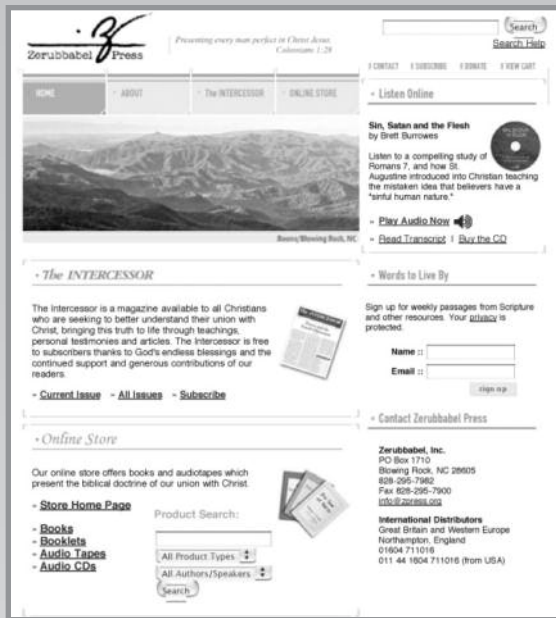 Zerubbabel Press
Presenting every man perfect in Christ Jesus.
Colossians 1:28
Search
Search Help
CONTACT SUBSCRIBE DONATE VIEW CART
HOME
ABOUT
The INTERCESSOR
ONLINE STORE
Boone/Blowing Rock, NC
Listen Online
Sin, Satan and the Flesh
by Brett Burrowes
Listen to a compelling study of
Romans 7, and how St.
Augustine introduced into Christian teaching
the mistaken idea that believers have a
"sinful human nature."
» Play Audio Now
» Read Transcript | Buy the CD
The INTERCESSOR
The Intercessor is a magazine available to all Christians
who are seeking to better understand their union with
Christ, bringing this truth to life through teachings,
personal testimonies and articles. The Intercessor is free
to subscribers thanks to God's endless blessings and the
continued support and generous contributions of our
readers.
» Current Issue » All Issues » Subscribe
Words to Live By
Sign up for weekly passages from Scripture
and other resources. Your privacy is
protected.
Name ::
Email ::
sign up
Online Store
Our online store offers books and audiotapes which
present the biblical doctrine of our union with Christ.
» Store Home Page
» Books
» Booklets
» Audio Tapes
» Audio CDs
Product Search:
All Product Types
All Authors/Speakers
Search
Contact Zerubbabel Press
Zerubbabel, Inc.
PO Box 1710
Blowing Rock, NC 28605
828-295-7982
Fax 828-295-7900
info@zpress.org
International Distributors
Great Britain and Western Europe
Northampton, England
01604 711016
011 44 1604 711016 (from USA)